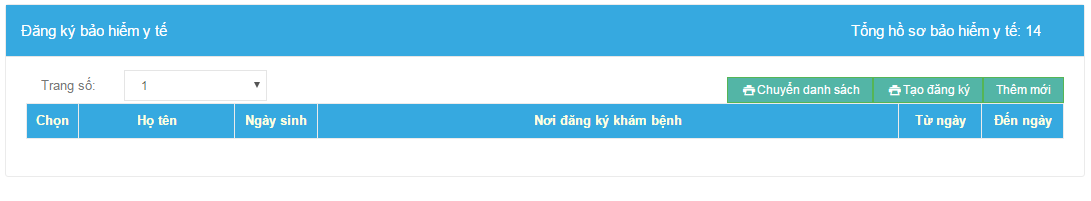 Đăng ký bảo hiểm y tế Tổng hồ sơ bảo hiểm y tế: 14
Trang số: 1 Chuyển danh sách Tạo đăng ký Thêm mới
Chọn Họ tên Ngày sinh Nơi đăng ký khám bệnh Từ ngày Đến ngày